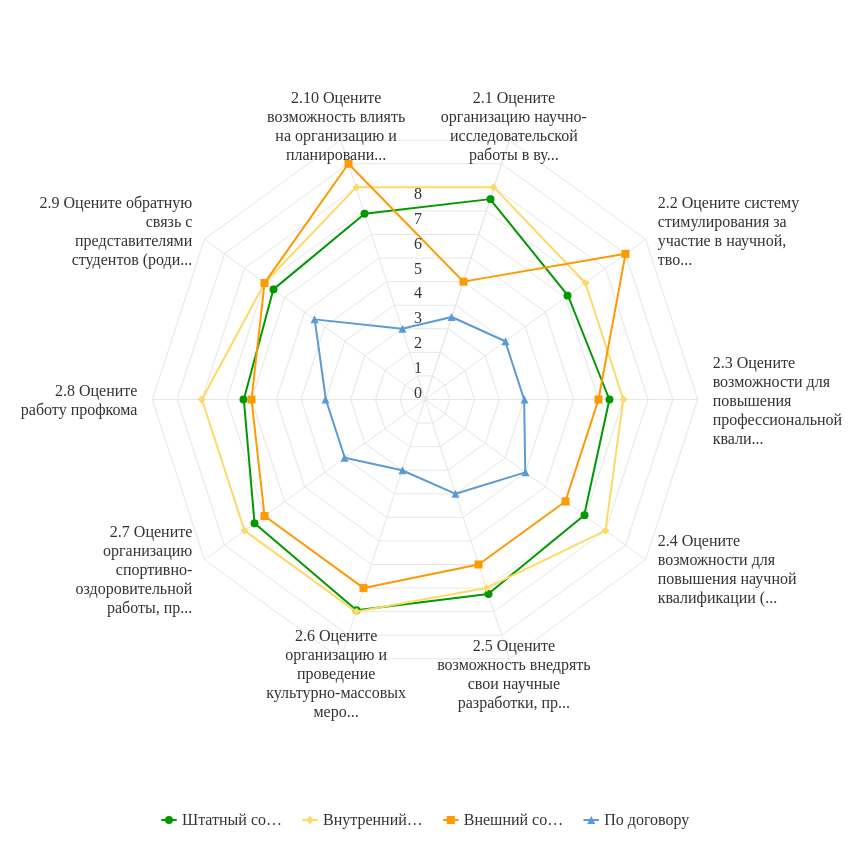 2.10 Оцените
возможность влиять
на организацию и
планировани...
2.1 Оцените
организацию научно-
исследовательской
работы в ву...
2.9 Оцените обратную
связь с
представителями
студентов (роди...
2.2 Оцените систему
стимулирования за
участие в научной,
тво...
8
7
6
5
4
3
2
1
0
2.8 Оцените
работу профкома
2.3 Оцените
возможности для
повышения
профессиональной
квали...
2.7 Оцените
организацию
спортивно-
оздоровительной
работы, пр...
2.4 Оцените
возможности для
повышения научной
квалификации (...
2.6 Оцените
организацию и
проведение
культурно-массовых
меро...
2.5 Оцените
возможность внедрять
свои научные
разработки, пр...
Штатный со… Внутренний… Внешний со… По договору